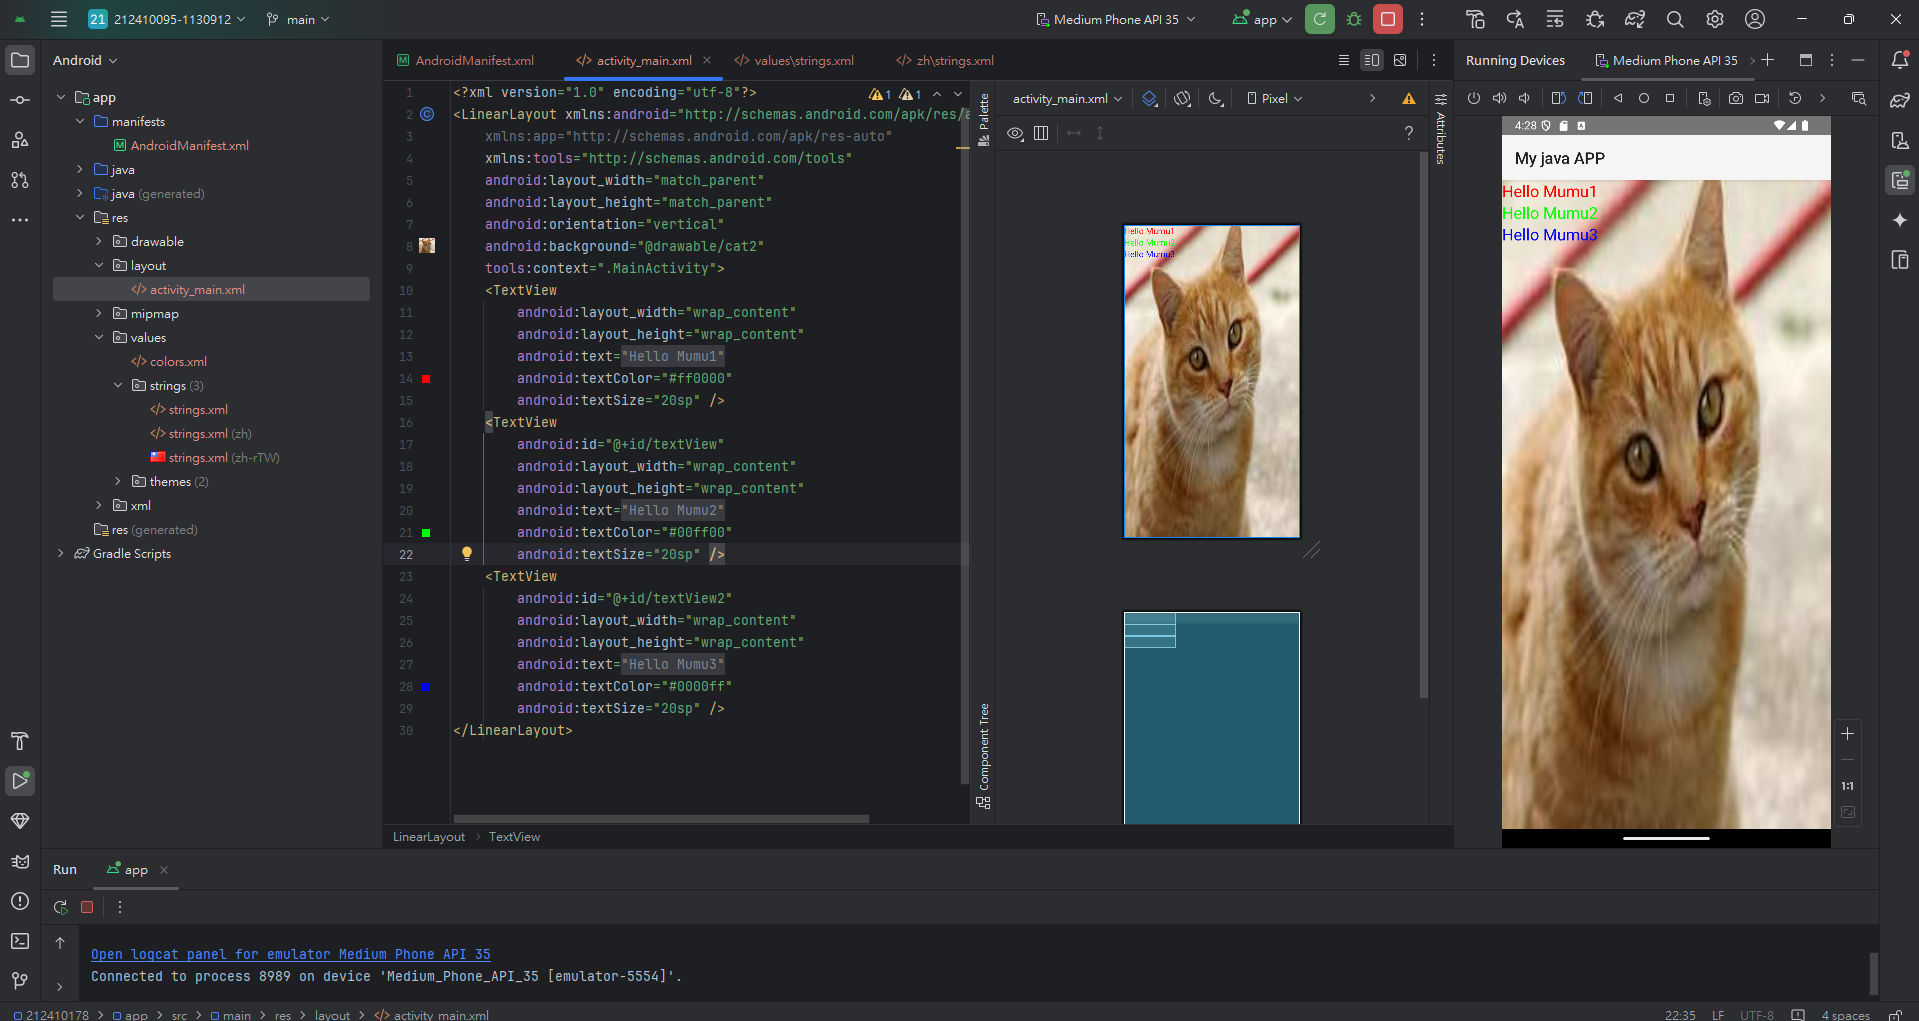 21 212410095-1130912 main Medium Phone API 35 app
Android
app
manifests
AndroidManifest.xml
java
java (generated)
res
drawable
layout
activity_main.xml
mipmap
values
colors.xml
strings (3)
strings.xml
strings.xml (zh)
strings.xml (zh-rTW)
themes (2)
xml
res (generated)
Gradle Scripts
AndroidManifest.xml activity_main.xml values\strings.xml zh\strings.xml
1 <?xml version="1.0" encoding="utf-8"?> 1 1
2 <LinearLayout xmlns:android="http://schemas.android.com/apk/res/a
3 xmlns:app="http://schemas.android.com/apk/res-auto"
4 xmlns:tools="http://schemas.android.com/tools"
5 android:layout_width="match_parent"
6 android:layout_height="match_parent"
7 android:orientation="vertical"
8 android:background="@drawable/cat2"
9 tools:context=".MainActivity">
10 <TextView
11 android:layout_width="wrap_content"
12 android:layout_height="wrap_content"
13 android:text="Hello Mumu1"
14 android:textColor="#ff0000"
15 android:textSize="20sp" />
16 <TextView
17 android:id="@+id/textView"
18 android:layout_width="wrap_content"
19 android:layout_height="wrap_content"
20 android:text="Hello Mumu2"
21 android:textColor="#00ff00"
22 android:textSize="20sp" />
23 <TextView
24 android:id="@+id/textView2"
25 android:layout_width="wrap_content"
26 android:layout_height="wrap_content"
27 android:text="Hello Mumu3"
28 android:textColor="#0000ff"
29 android:textSize="20sp" />
30 </LinearLayout>
LinearLayout > TextView
Palette
Component Tree
activity_main.xml Pixel
?
Attributes
Hello Mumu1
Hello Mumu2
Hello Mumu3
Running Devices Medium Phone API 35
4:28
My java APP
Hello Mumu1
Hello Mumu2
Hello Mumu3
1:1
Run app
Open logcat panel for emulator Medium Phone API 35
Connected to process 8989 on device 'Medium_Phone_API_35 [emulator-5554]'.
212410178 > app > src > main > res > layout > activity_main.xml 22:35 LF UTF-8 4 spaces